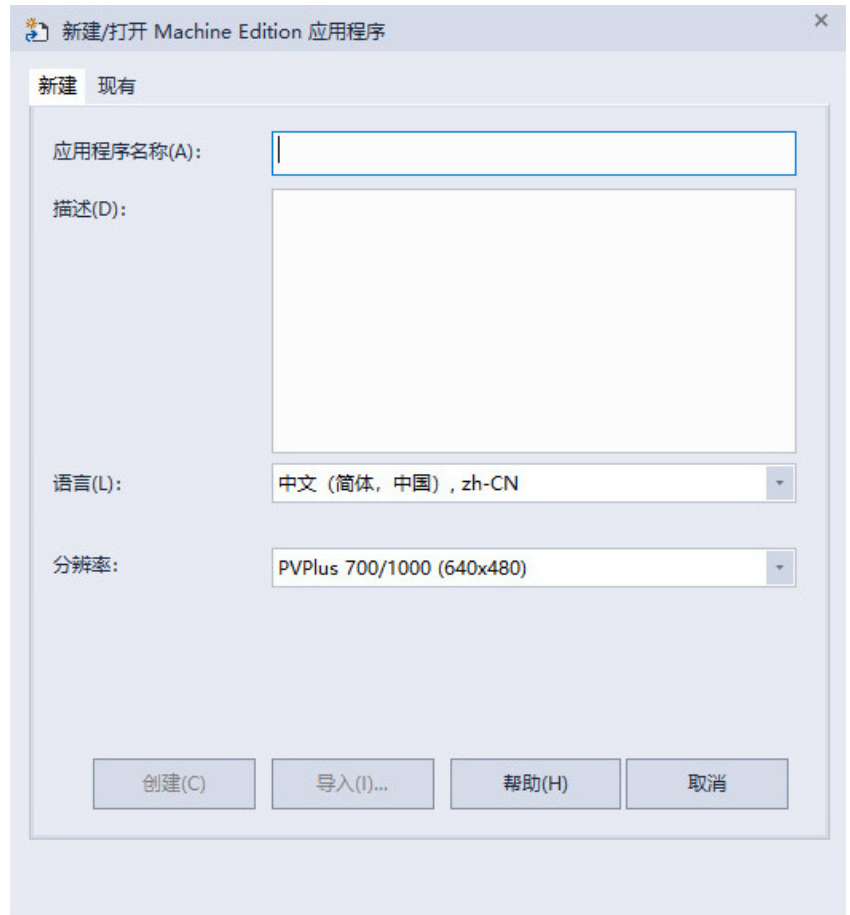 新建/打开 Machine Edition 应用程序
新建 现有
应用程序名称(A):
描述(D):
语言(L): 中文（简体，中国）, zh-CN
分辨率: PVPlus 700/1000 (640x480)
创建(C) 导入(I)... 帮助(H) 取消